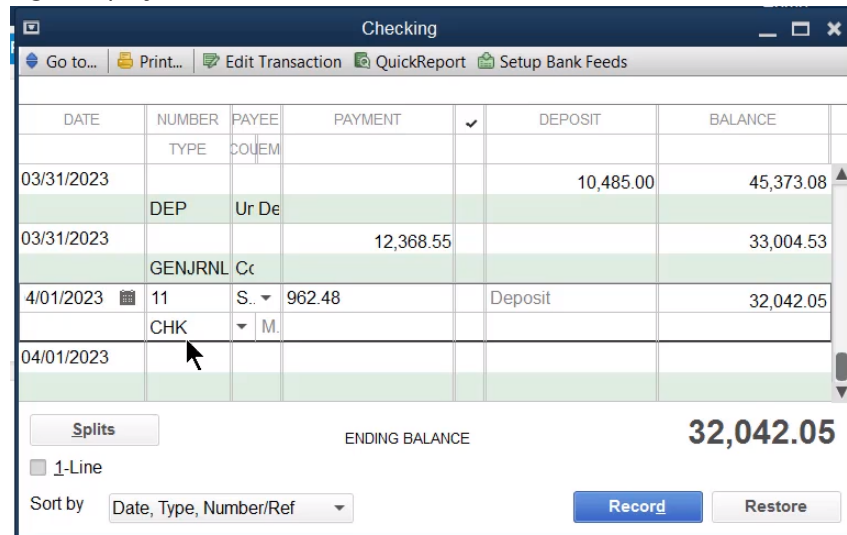 Checking
Go to... Print... Edit Transaction QuickReport Setup Bank Feeds
DATE NUMBER PAYEE PAYMENT ✓ DEPOSIT BALANCE
TYPE COUEM
03/31/2023 10,485.00 45,373.08
DEP Ur De
03/31/2023 12,368.55 33,004.53
GENJRNL Cc
4/01/2023 11 S.. 962.48 Deposit 32,042.05
CHK M.
04/01/2023
Splits ENDING BALANCE 32,042.05
1-Line
Sort by Date, Type, Number/Ref Record Restore